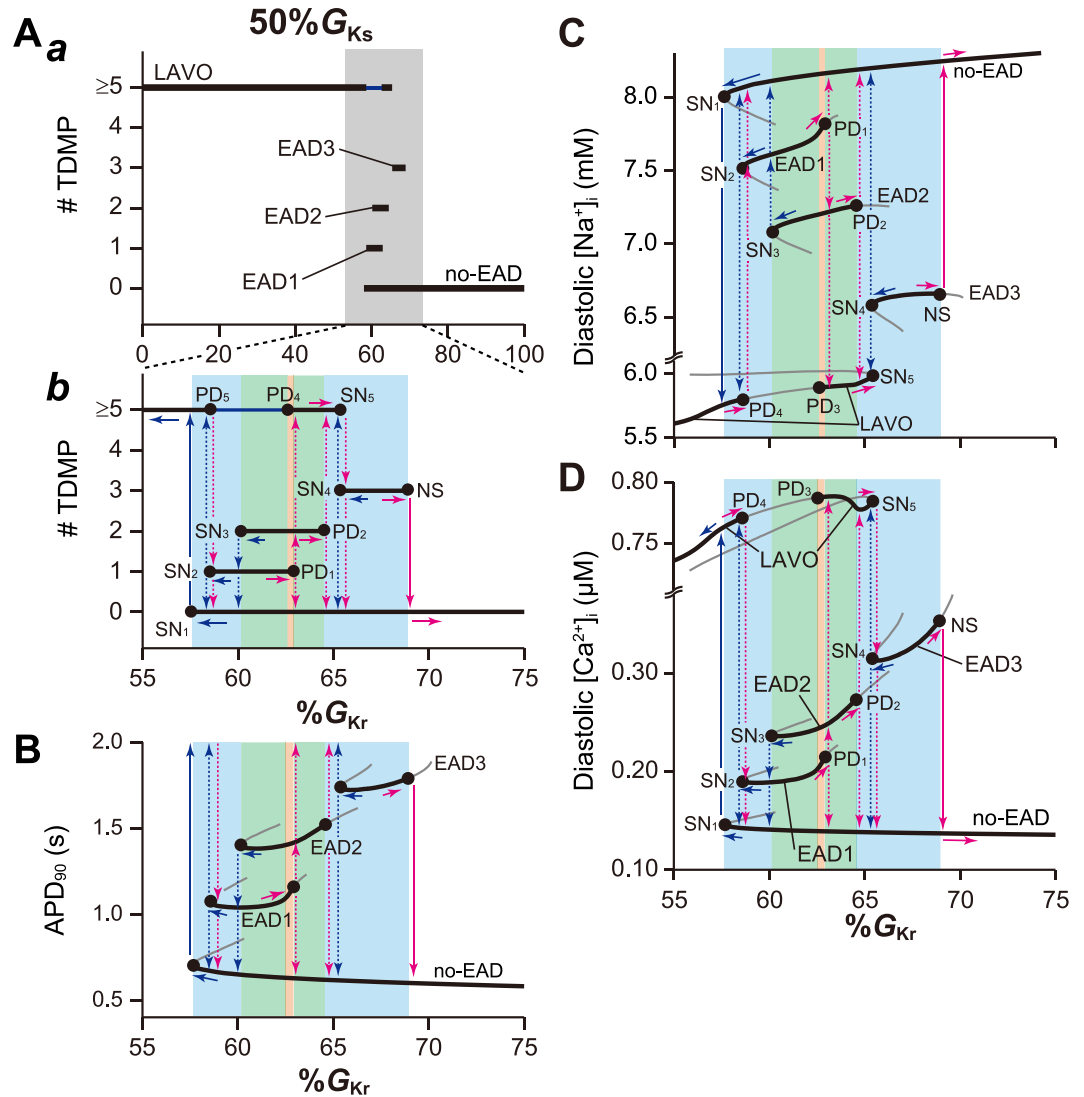 A
a
50%GKs
# TDMP
≥5
4
3
2
1
0
LAVO
EAD3
EAD2
EAD1
no-EAD
0
20
40
60
80
100
b
# TDMP
≥5
4
3
2
1
0
PD5
PD4
SN5
SN4
NS
SN3
PD2
SN2
PD1
SN1
55
60
65
70
75
%GKr
B
APD90 (s)
2.0
1.5
1.0
0.5
EAD3
EAD2
EAD1
no-EAD
55
60
65
70
75
%GKr
C
Diastolic [Na+]i (mM)
8.0
7.5
7.0
6.5
6.0
5.5
no-EAD
SN1
PD1
EAD1
SN2
EAD2
PD2
SN3
EAD3
SN4
NS
SN5
PD3
PD4
LAVO
55
60
65
70
75
D
Diastolic [Ca2+]i (µM)
0.80
0.75
0.30
0.20
0.10
PD3
PD4
SN5
LAVO
NS
SN4
EAD3
EAD2
PD2
SN3
PD1
SN2
SN1
no-EAD
EAD1
55
60
65
70
75
%GKr